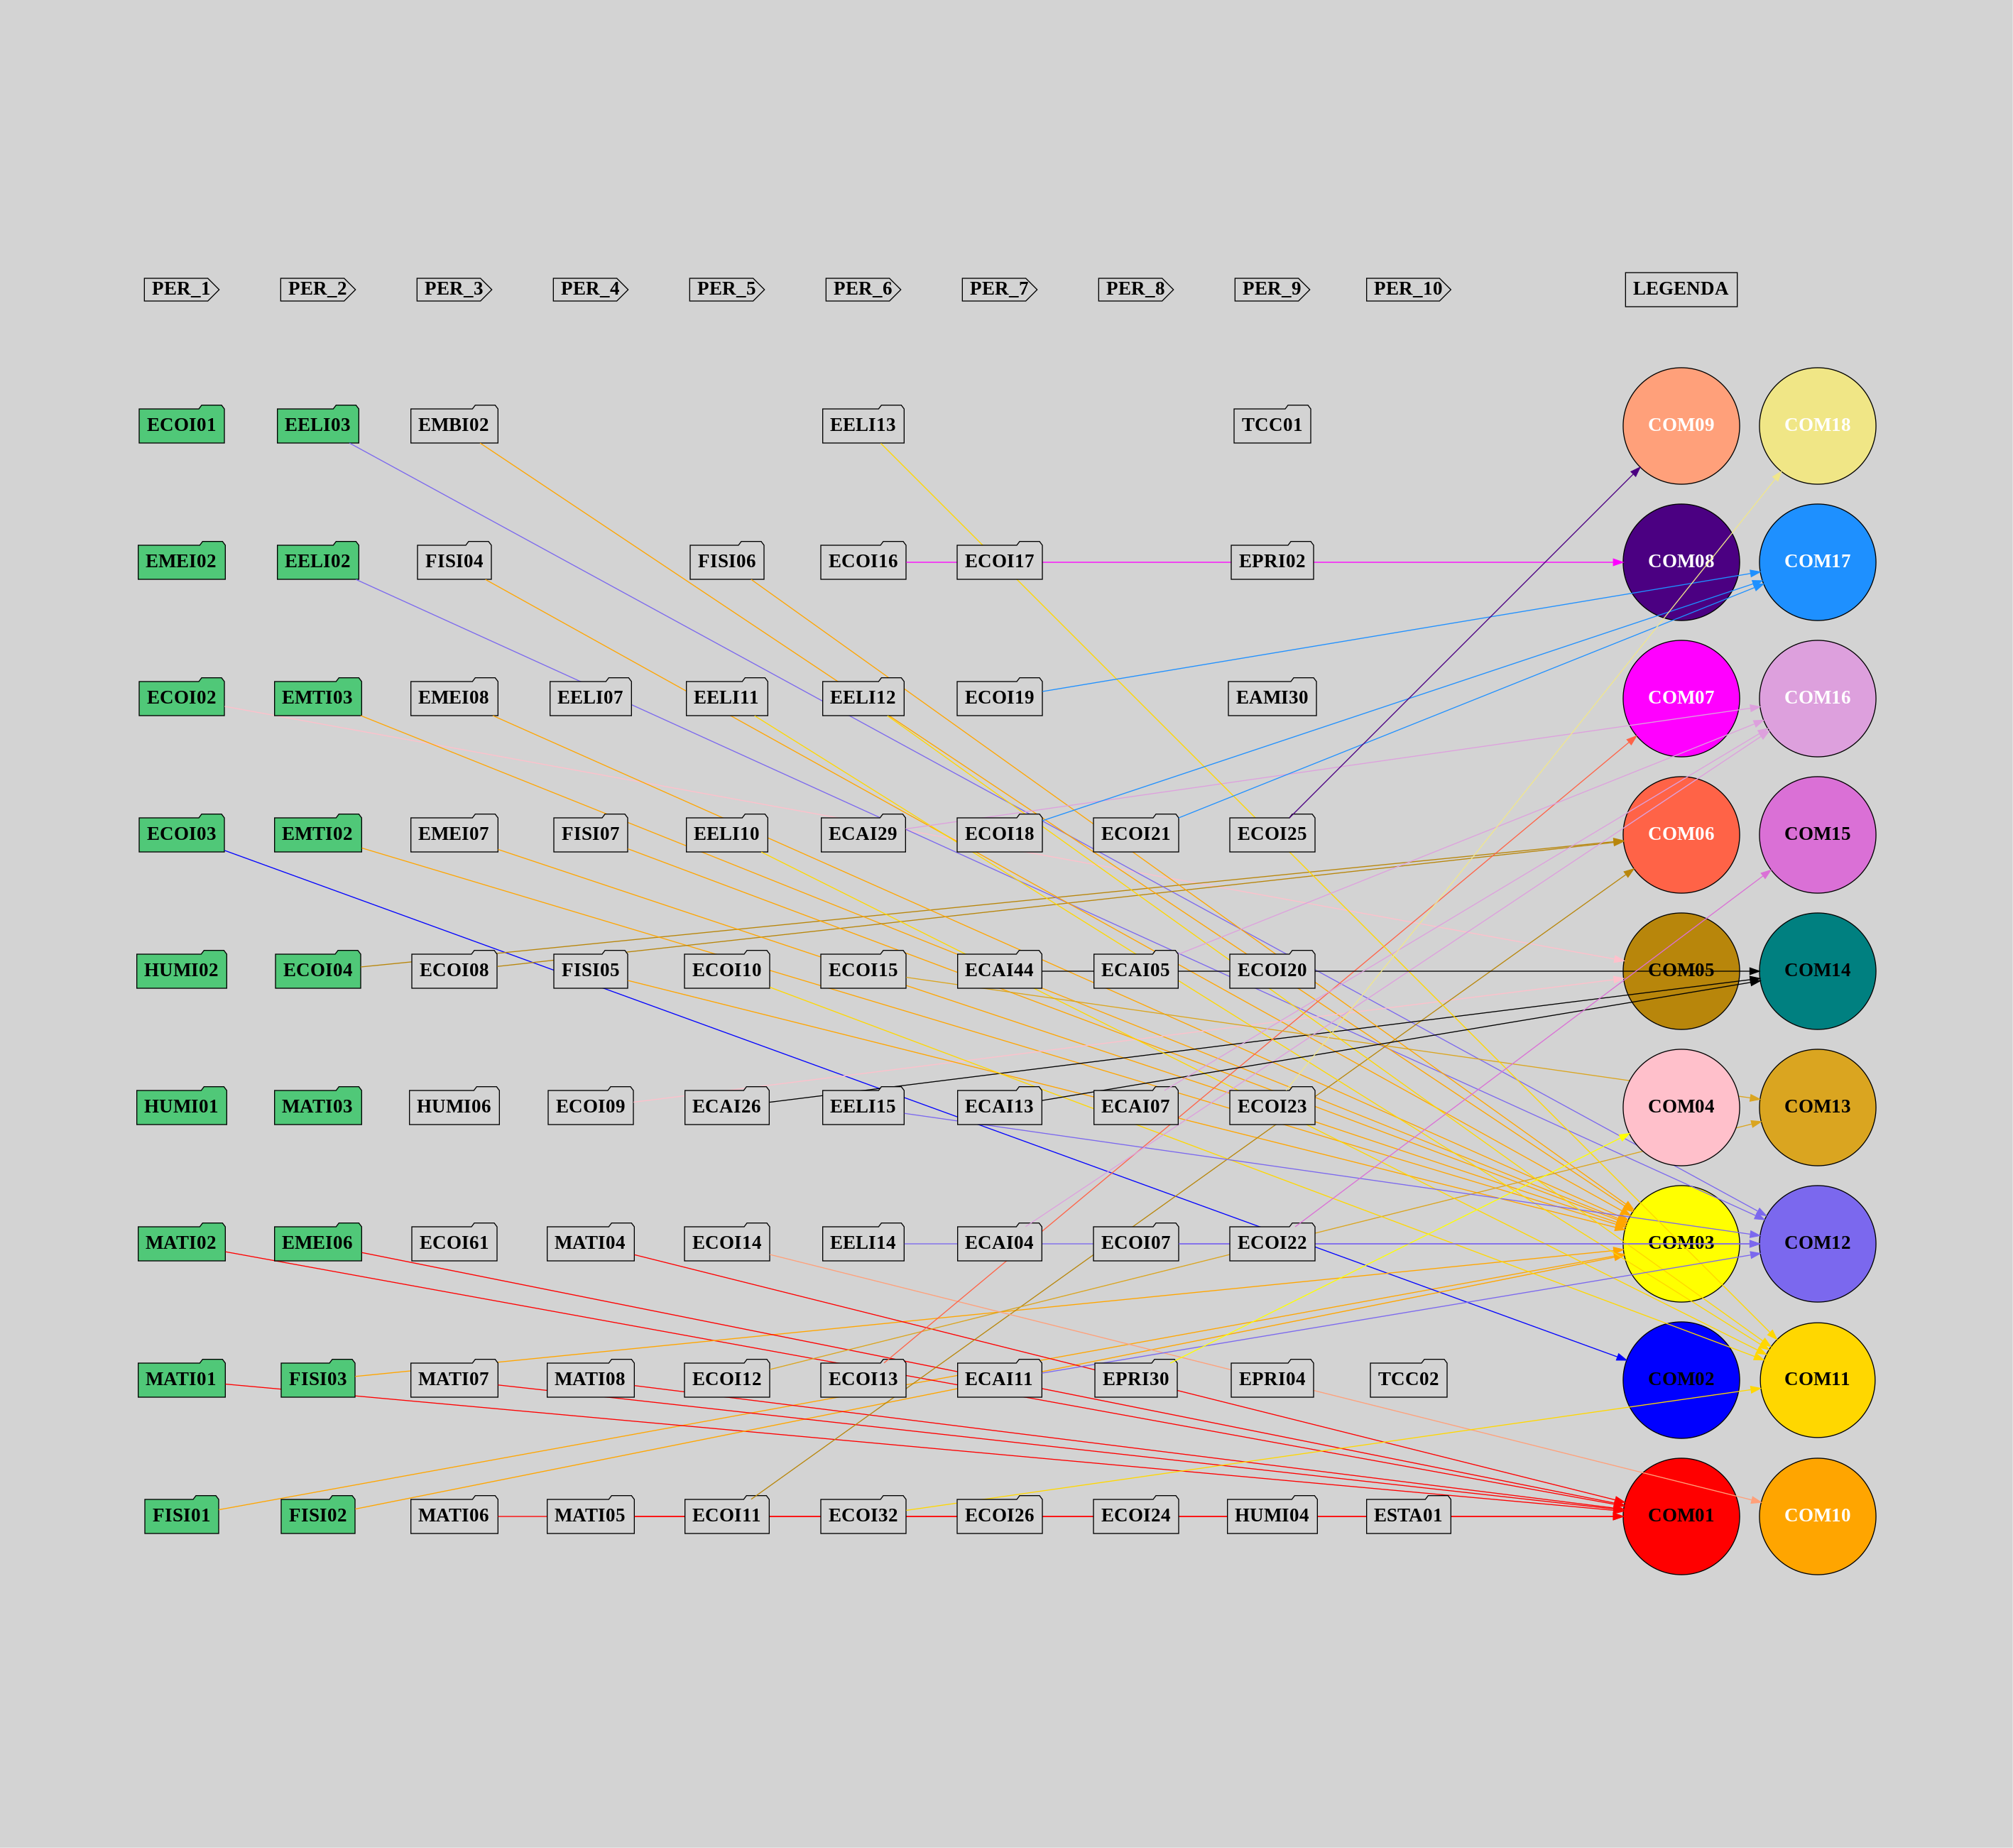 PER_1 PER_2 PER_3 PER_4 PER_5 PER_6 PER_7 PER_8 PER_9 PER_10 LEGENDA
ECOI01 EELI03 EMBI02 EELI13 TCC01 COM09 COM18
EMEI02 EELI02 FISI04 FISI06 ECOI16 ECOI17 EPRI02 COM08 COM17
ECOI02 EMTI03 EMEI08 EELI07 EELI11 EELI12 ECOI19 EAMI30 COM07 COM16
ECOI03 EMTI02 EMEI07 FISI07 EELI10 ECAI29 ECOI18 ECOI21 ECOI25 COM06 COM15
HUMI02 ECOI04 ECOI08 FISI05 ECOI10 ECOI15 ECAI44 ECAI05 ECOI20 COM05 COM14
HUMI01 MATI03 HUMI06 ECOI09 ECAI26 EELI15 ECAI13 ECAI07 ECOI23 COM04 COM13
MATI02 EMEI06 ECOI61 MATI04 ECOI14 EELI14 ECAI04 ECOI07 ECOI22 COM03 COM12
MATI01 FISI03 MATI07 MATI08 ECOI12 ECOI13 ECAI11 EPRI30 EPRI04 TCC02 COM02 COM11
FISI01 FISI02 MATI06 MATI05 ECOI11 ECOI32 ECOI26 ECOI24 HUMI04 ESTA01 COM01 COM10